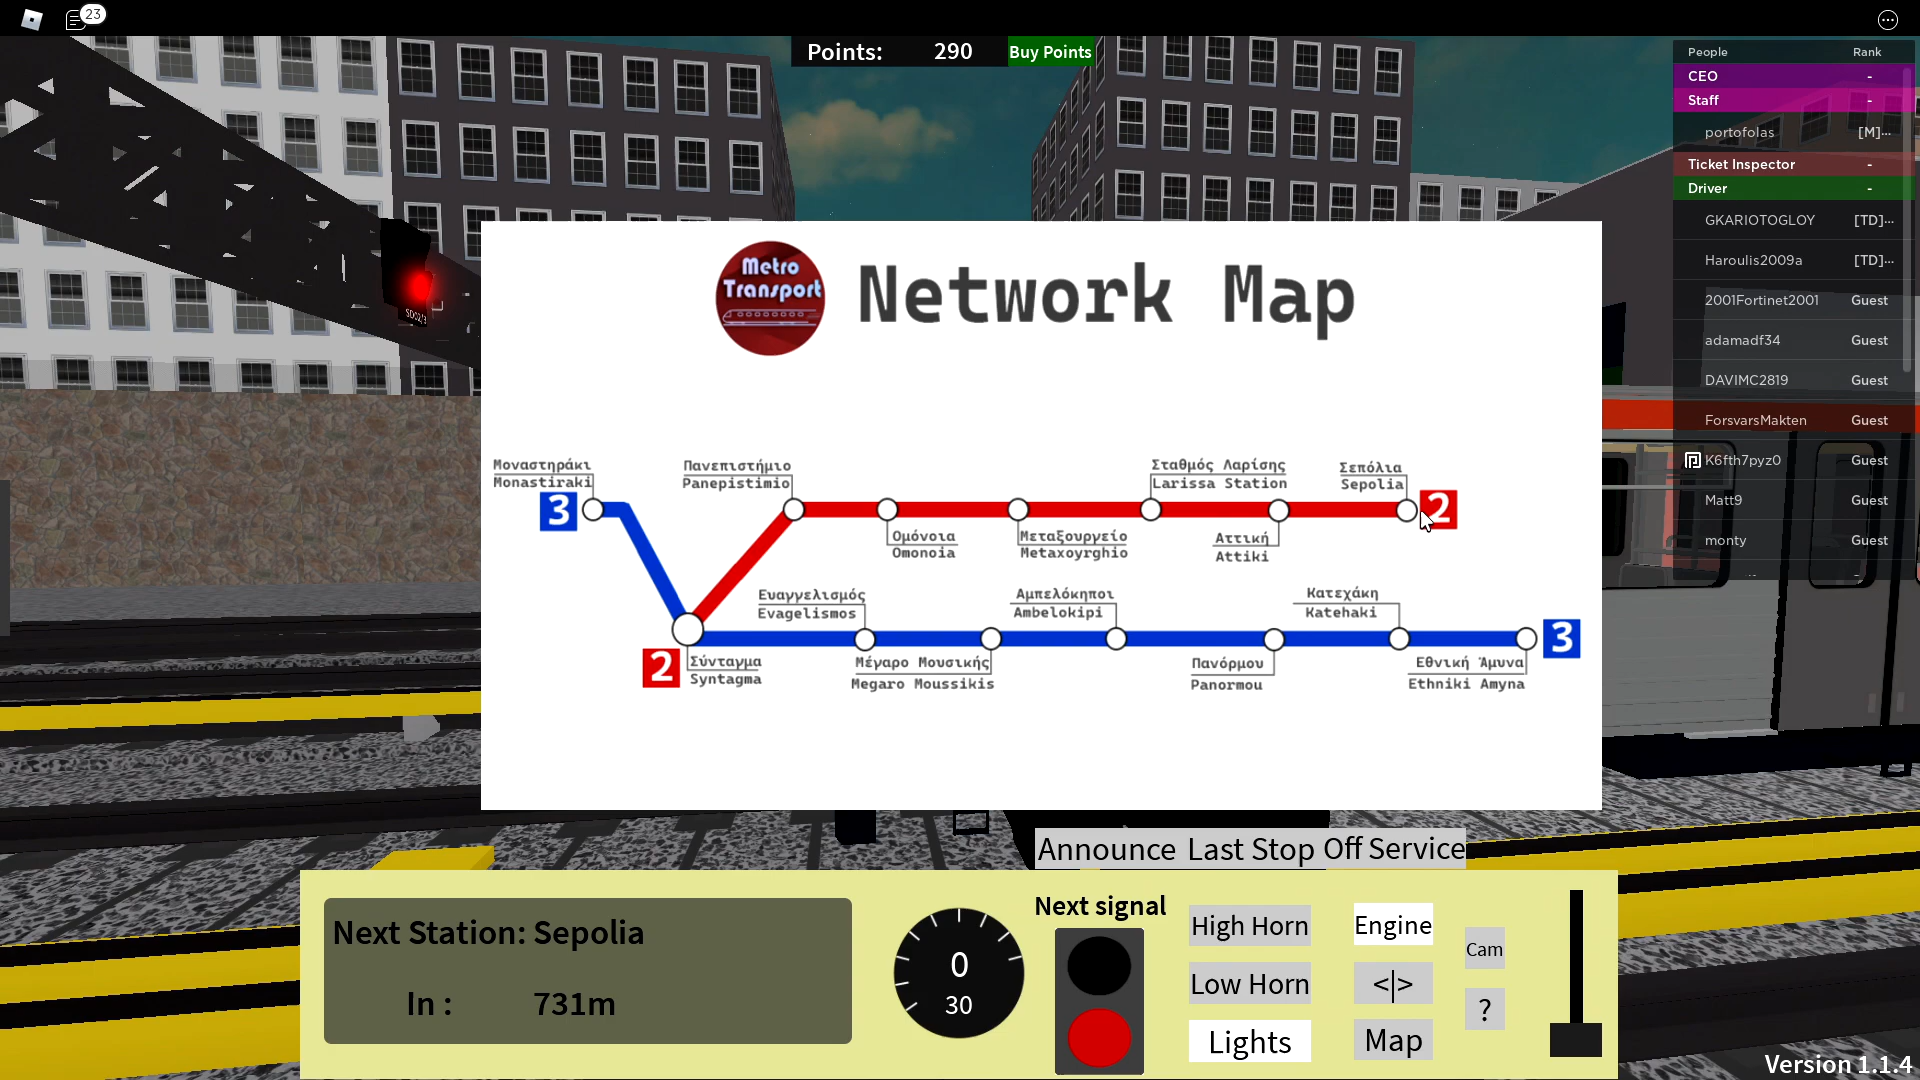 23
Points: 290 Buy Points
People Rank
CEO -
Staff -
portofolas [M]...
Ticket Inspector -
Driver -
GKARIOTOGLOY [TD]...
Haroulis2009a [TD]...
2001Fortinet2001 Guest
adamadf34 Guest
DAVIMC2819 Guest
ForsvarsMakten Guest
K6fth7pyz0 Guest
Matt9 Guest
monty Guest
Metro
Transport
Network Map
Μοναστηράκι
Monastiraki
3
Πανεπιστήμιο
Panepistimio
Ομόνοια
Omonoia
Μεταξουργείο
Metaxoyrghio
Σταθμός Λαρίσης
Larissa Station
Αττική
Attiki
Σεπόλια
Sepolia
2
2
Σύνταγμα
Syntagma
Ευαγγελισμός
Evagelismos
Μέγαρο Μουσικής
Megaro Moussikis
Αμπελόκηποι
Ambelokipi
Πανόρμου
Panormou
Κατεχάκη
Katehaki
Εθνική Άμυνα
Ethniki Amyna
3
Announce Last Stop Off Service
Next Station: Sepolia
In : 731m
0
30
Next signal
High Horn
Low Horn
Lights
Engine
<|>
Map
Cam
?
Version 1.1.4